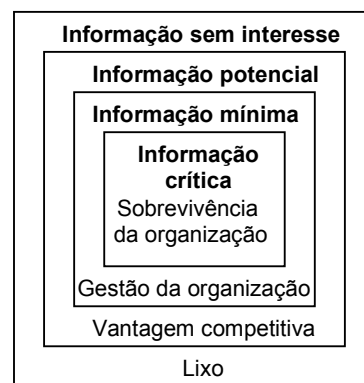 Informação sem interesse
Informação potencial
Informação mínima
Informação
crítica
Sobrevivência
da organização
Gestão da organização
Vantagem competitiva
Lixo